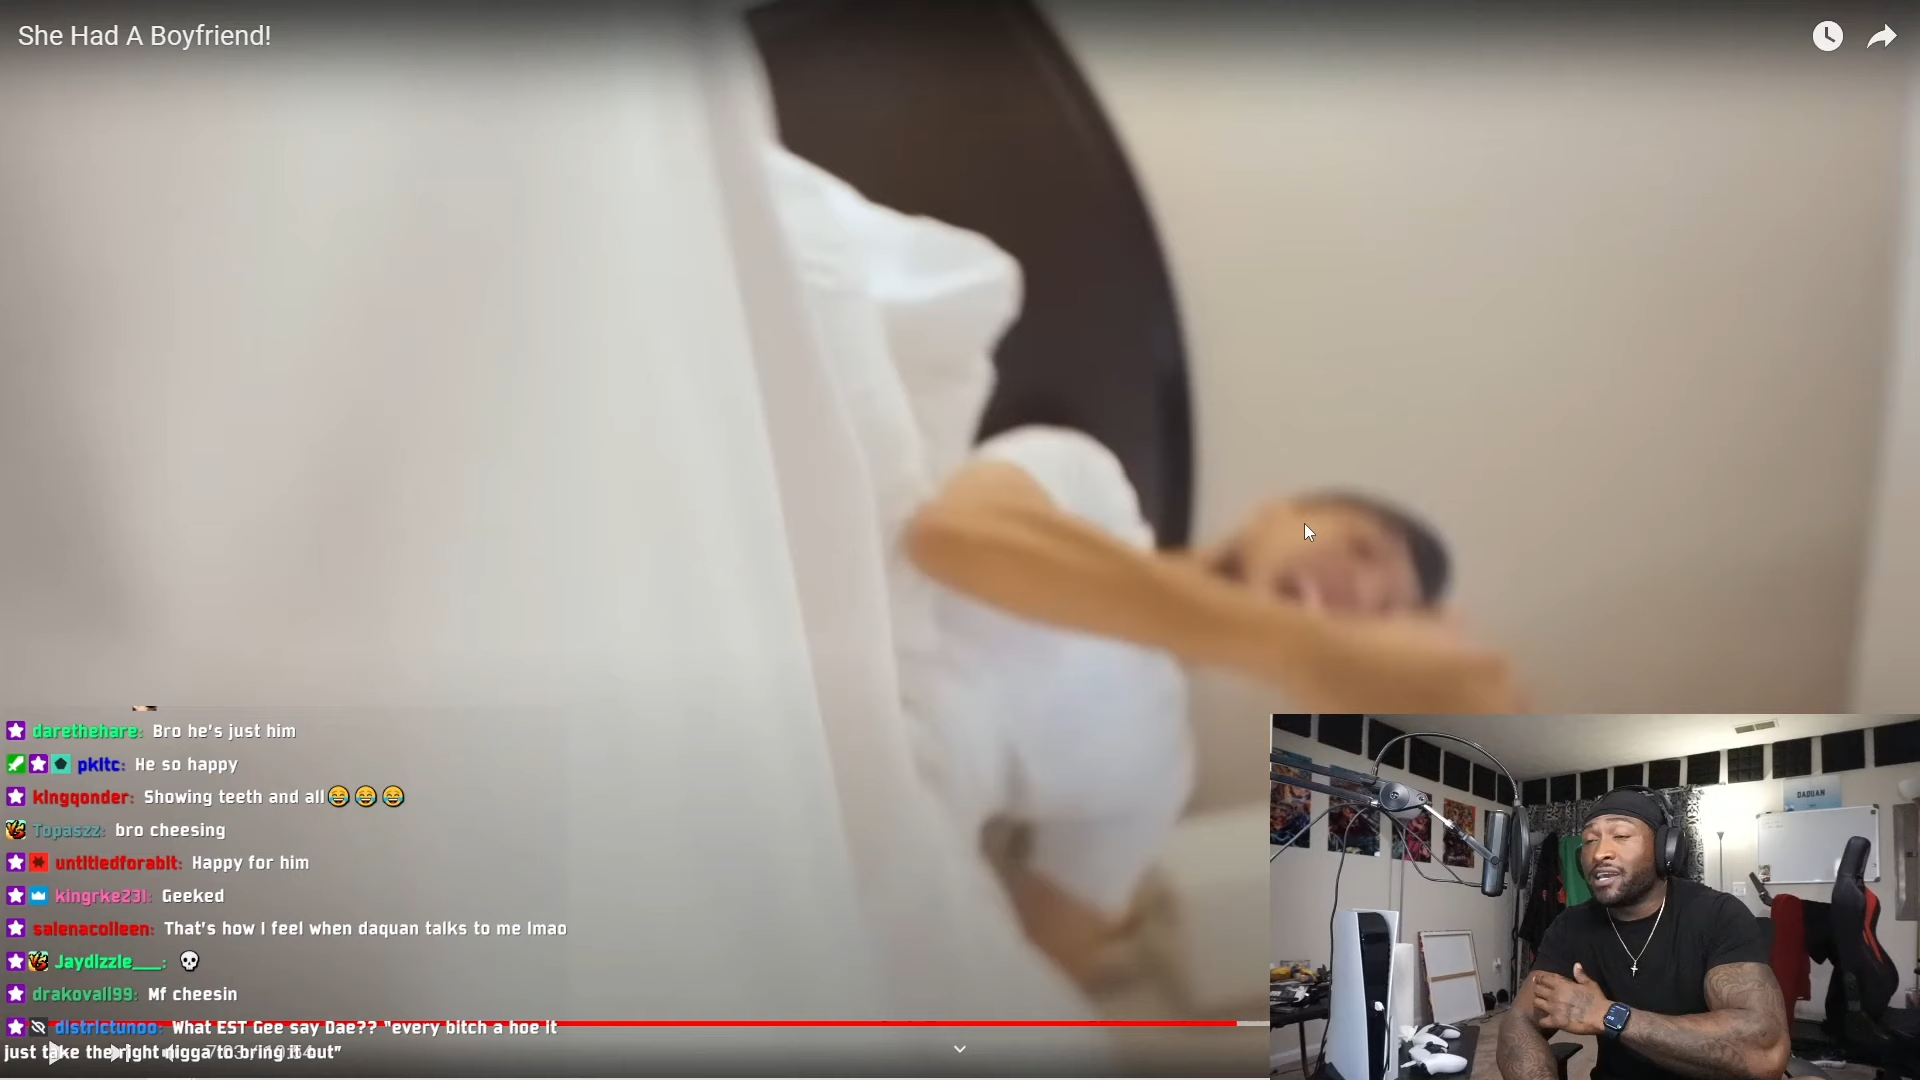 She Had A Boyfriend!
DAQUAN
darethehare: Bro he's just him
pkltc: He so happy
kingqonder: Showing teeth and all😂😂😂
Topaszz: bro cheesing
untitledforabit: Happy for him
kingrke23l: Geeked
salenacolleen: That's how I feel when daquan talks to me lmao
Jaydizzle___: 💀
drakovali99: Mf cheesin
districtunoo: What EST Gee say Dae?? "every bitch a hoe it
just take the right nigga to bring it out"